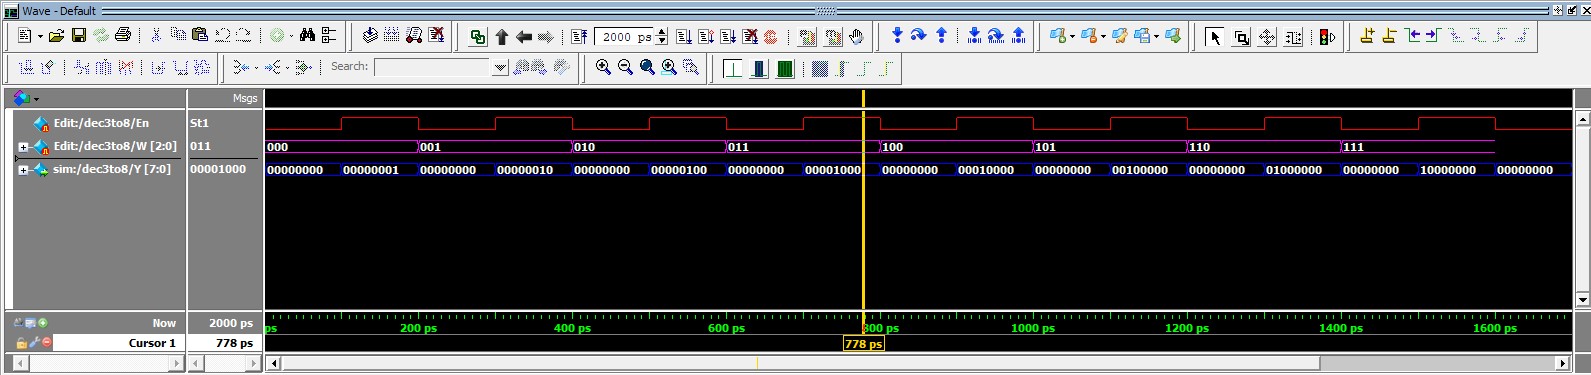 Wave - Default
2000 ps
Search:
Msgs
Edit:/dec3to8/En St1
Edit:/dec3to8/W [2:0] 011 000 001 010 011 100 101 110 111
sim:/dec3to8/Y [7:0] 00001000 00000000 00000001 00000000 00000010 00000000 00000100 00000000 00001000 00000000 00010000 00000000 00100000 00000000 01000000 00000000 10000000 00000000
Now 2000 ps ps 200 ps 400 ps 600 ps 800 ps 1000 ps 1200 ps 1400 ps 1600 ps
Cursor 1 778 ps 778 ps